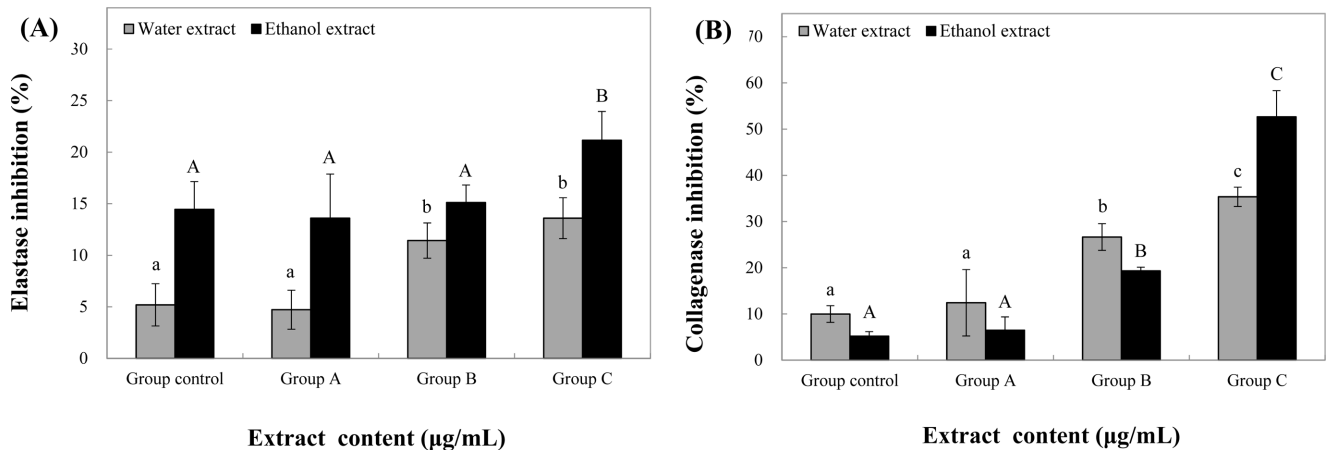 (A)
Water extract Ethanol extract
Elastase inhibition (%)
30
25
20
15
10
5
0
a A a A b A b B
Group control Group A Group B Group C
Extract content (μg/mL)
(B)
Water extract Ethanol extract
Collagenase inhibition (%)
70
60
50
40
30
20
10
0
a A a A b B c C
Group control Group A Group B Group C
Extract content (μg/mL)